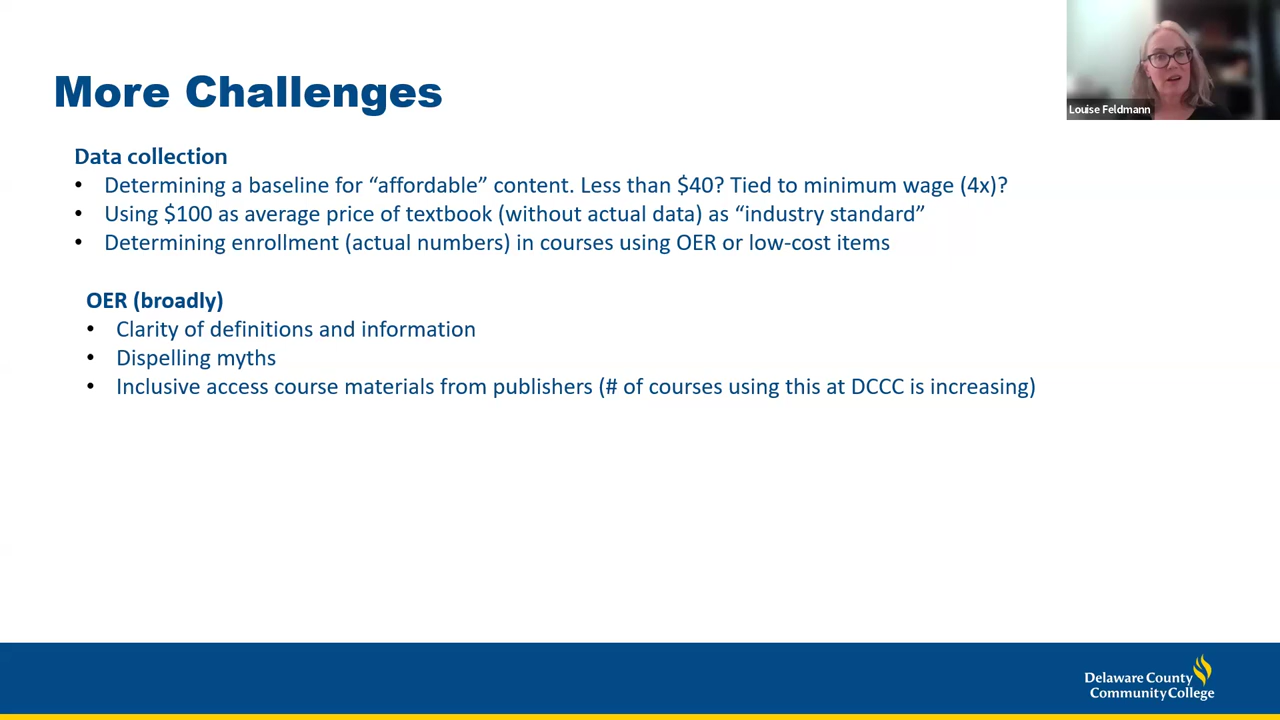 More Challenges
Louise Feldmann
Data collection
• Determining a baseline for “affordable” content. Less than $40? Tied to minimum wage (4x)?
• Using $100 as average price of textbook (without actual data) as “industry standard”
• Determining enrollment (actual numbers) in courses using OER or low-cost items
OER (broadly)
• Clarity of definitions and information
• Dispelling myths
• Inclusive access course materials from publishers (# of courses using this at DCCC is increasing)
Delaware County
Community College